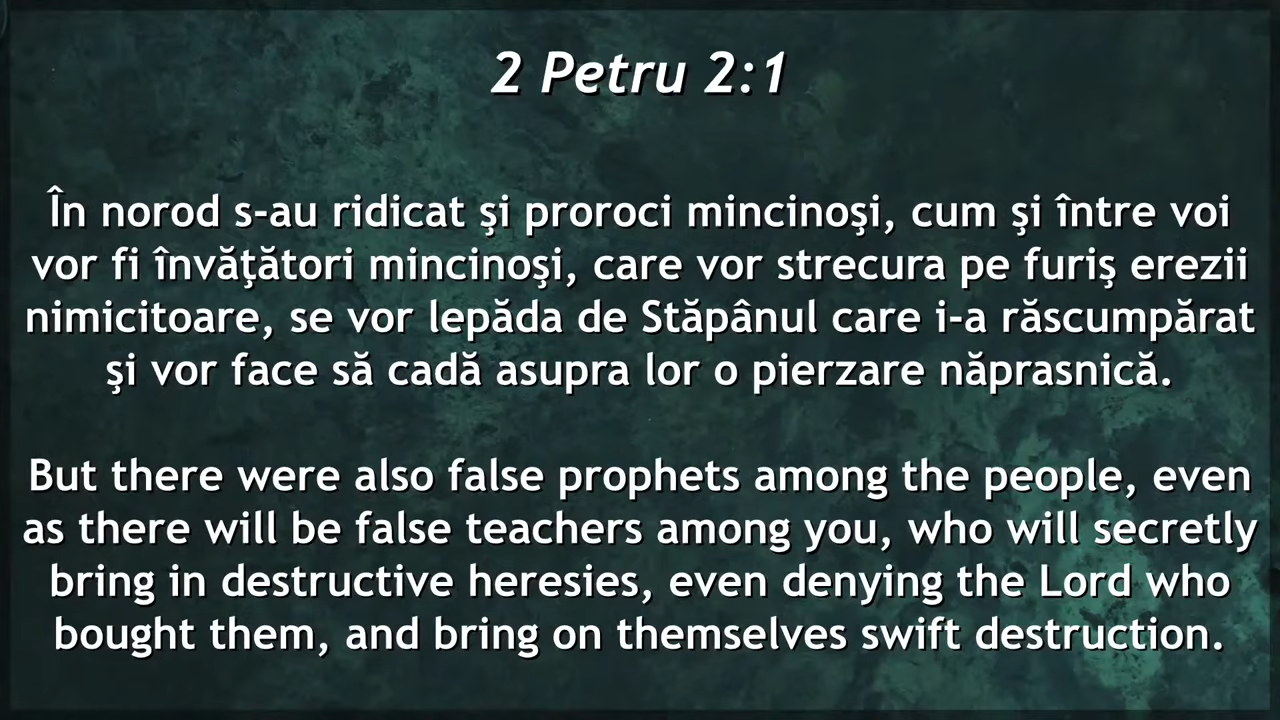 2 Petru 2:1
În norod s-au ridicat şi proroci mincinoşi, cum şi între voi
vor fi învăţători mincinoşi, care vor strecura pe furiş erezii
nimicitoare, se vor lepăda de Stăpânul care i-a răscumpărat
şi vor face să cadă asupra lor o pierzare năprasnică.
But there were also false prophets among the people, even
as there will be false teachers among you, who will secretly
bring in destructive heresies, even denying the Lord who
bought them, and bring on themselves swift destruction.